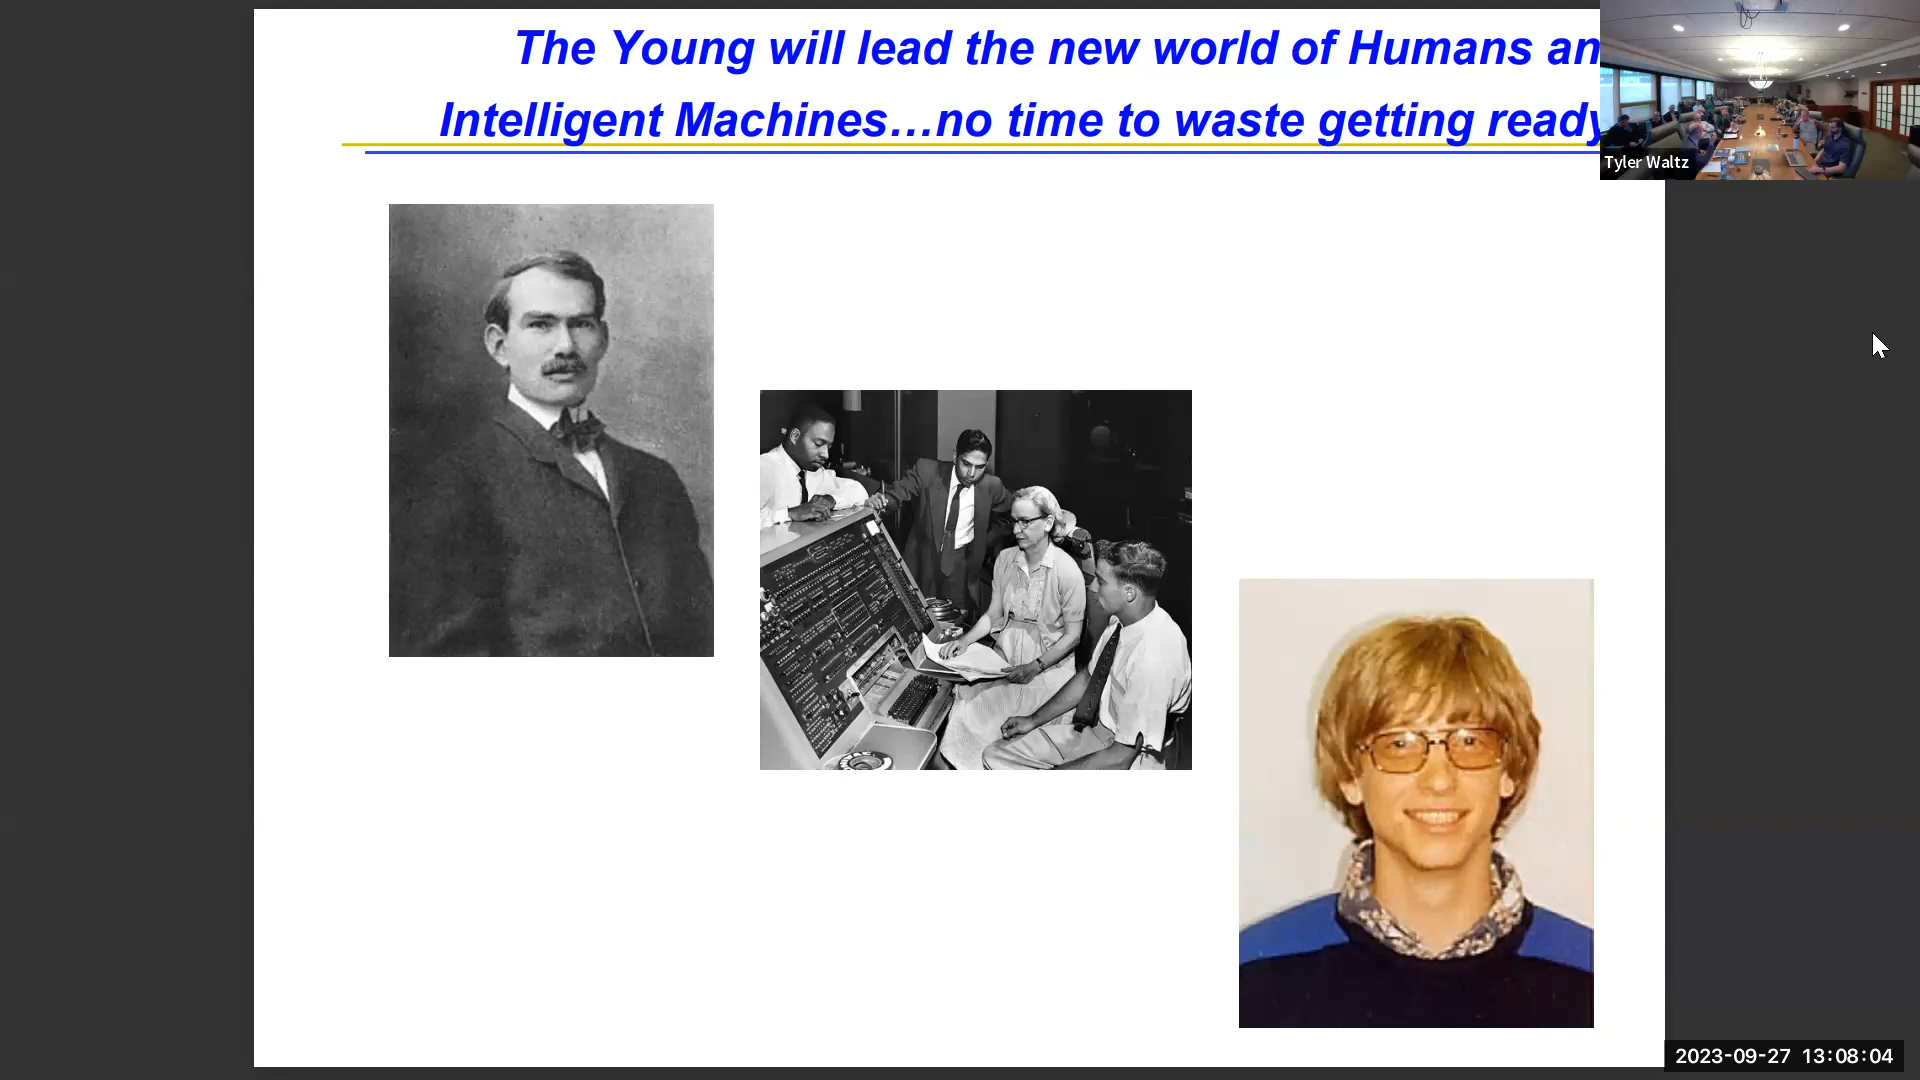 The Young will lead the new world of Humans an
Intelligent Machines...no time to waste getting ready
Tyler Waltz
2023-09-27 13:08:04